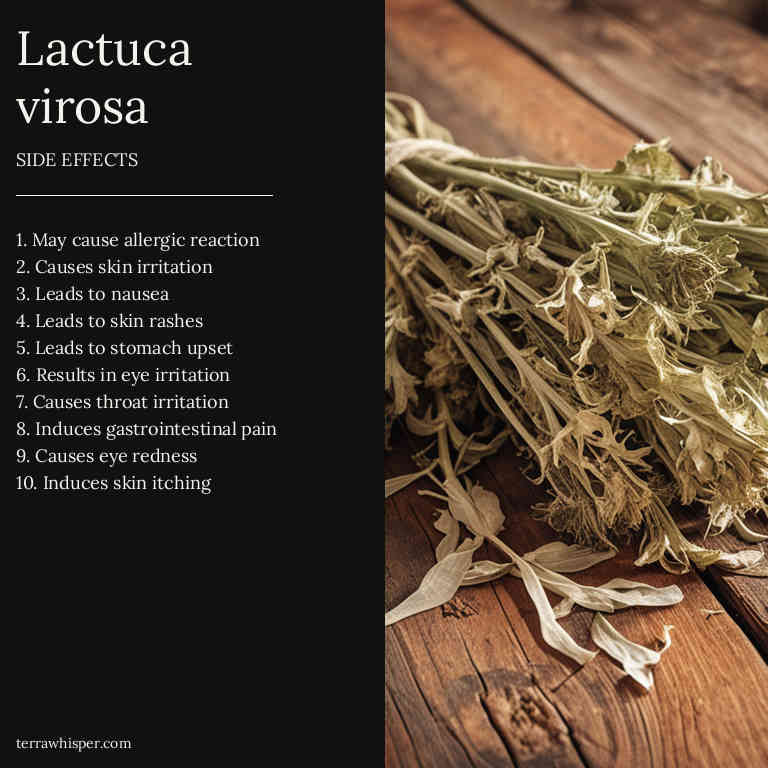 Lactuca
virosa
SIDE EFFECTS
1. May cause allergic reaction
2. Causes skin irritation
3. Leads to nausea
4. Leads to skin rashes
5. Leads to stomach upset
6. Results in eye irritation
7. Causes throat irritation
8. Induces gastrointestinal pain
9. Causes eye redness
10. Induces skin itching
terrawhisper.com